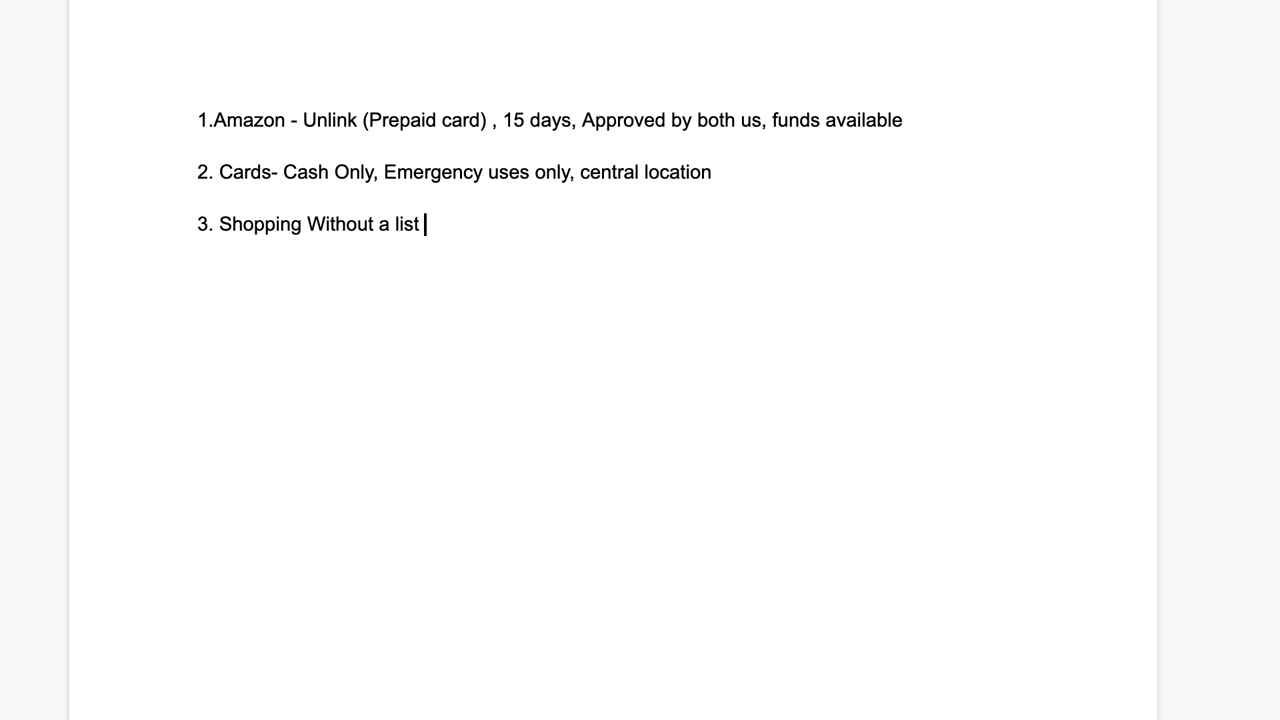 1.Amazon - Unlink (Prepaid card) , 15 days, Approved by both us, funds available
2. Cards- Cash Only, Emergency uses only, central location
3. Shopping Without a list